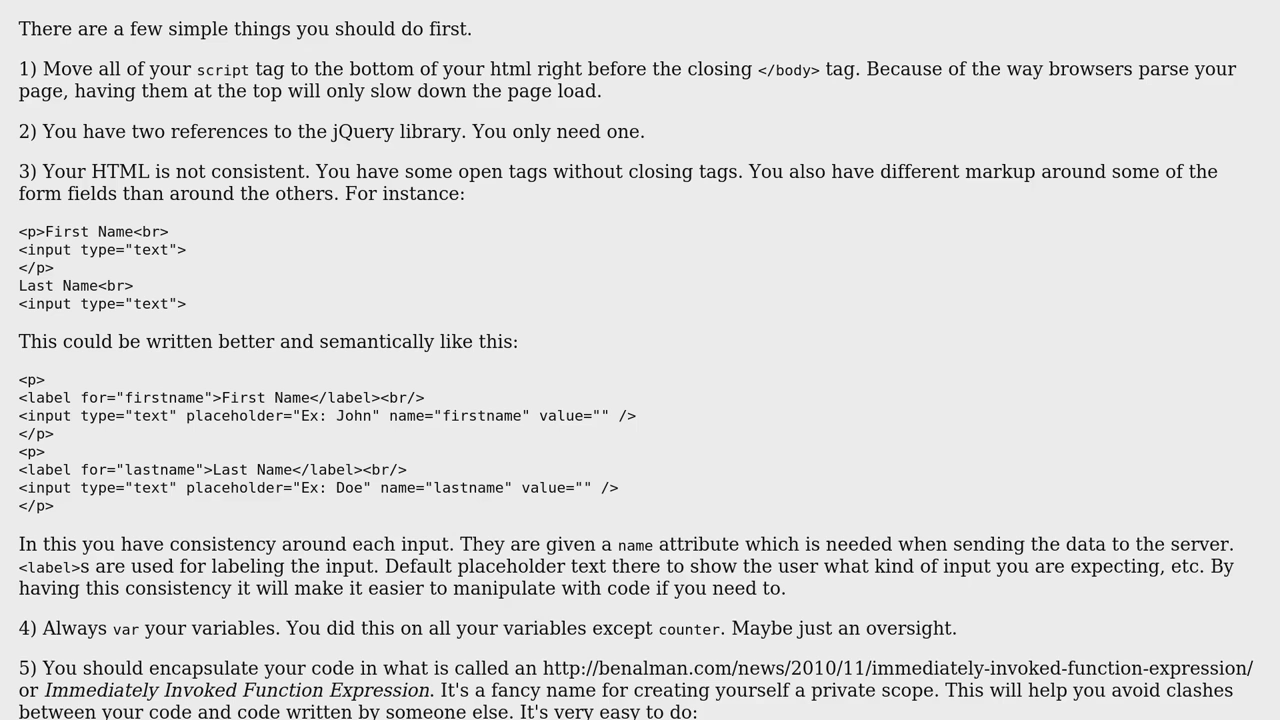 There are a few simple things you should do first.
1) Move all of your script tag to the bottom of your html right before the closing </body> tag. Because of the way browsers parse your
page, having them at the top will only slow down the page load.
2) You have two references to the jQuery library. You only need one.
3) Your HTML is not consistent. You have some open tags without closing tags. You also have different markup around some of the
form fields than around the others. For instance:
<p>First Name<br>
<input type="text">
</p>
Last Name<br>
<input type="text">
This could be written better and semantically like this:
<p>
<label for="firstname">First Name</label><br/>
<input type="text" placeholder="Ex: John" name="firstname" value="" />
</p>
<p>
<label for="lastname">Last Name</label><br/>
<input type="text" placeholder="Ex: Doe" name="lastname" value="" />
</p>
In this you have consistency around each input. They are given a name attribute which is needed when sending the data to the server.
<label>s are used for labeling the input. Default placeholder text there to show the user what kind of input you are expecting, etc. By
having this consistency it will make it easier to manipulate with code if you need to.
4) Always var your variables. You did this on all your variables except counter. Maybe just an oversight.
5) You should encapsulate your code in what is called an http://benalman.com/news/2010/11/immediately-invoked-function-expression/
or Immediately Invoked Function Expression. It's a fancy name for creating yourself a private scope. This will help you avoid clashes
between your code and code written by someone else. It's very easy to do: